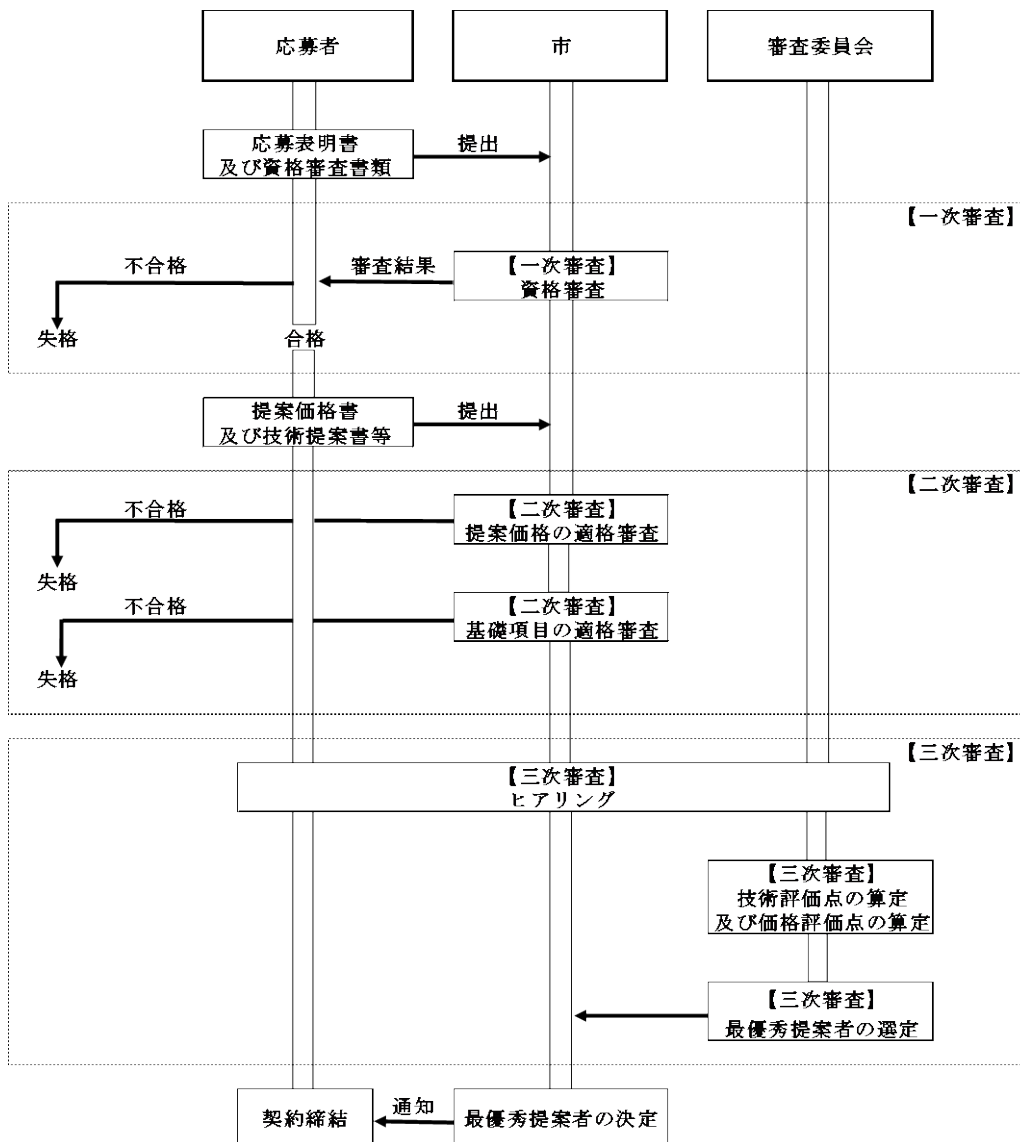 応募者
市
審査委員会
応募表明書
及び資格審査書類
提出
【一次審査】
不合格
審査結果
【一次審査】
資格審査
失格
合格
提案価格書
及び技術提案書等
提出
【二次審査】
不合格
【二次審査】
提案価格の適格審査
失格
不合格
【二次審査】
基礎項目の適格審査
失格
【三次審査】
【三次審査】
ヒアリング
【三次審査】
技術評価点の算定
及び価格評価点の算定
【三次審査】
最優秀提案者の選定
契約締結
通知
最優秀提案者の決定